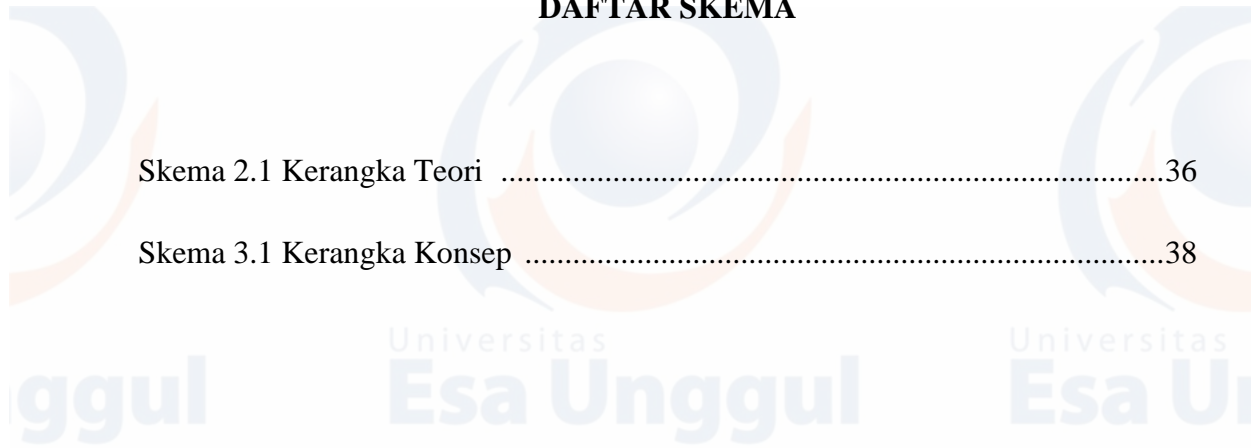 DAFTAR SKEMA
Skema 2.1 Kerangka Teori ...................................................................................36
Skema 3.1 Kerangka Konsep ................................................................................38
Universitas
Esa Unggul
Universitas
Esa Un
ggul